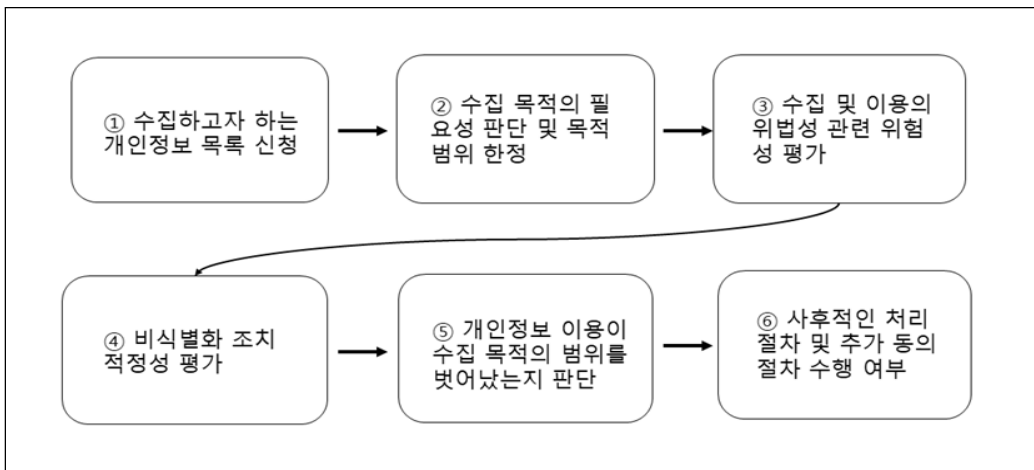 ① 수집하고자 하는
개인정보 목록 신청
② 수집 목적의 필
요성 판단 및 목적
범위 한정
③ 수집 및 이용의
위법성 관련 위험
성 평가
④ 비식별화 조치
적정성 평가
⑤ 개인정보 이용이
수집 목적의 범위를
벗어났는지 판단
⑥ 사후적인 처리
절차 및 추가 동의
절차 수행 여부